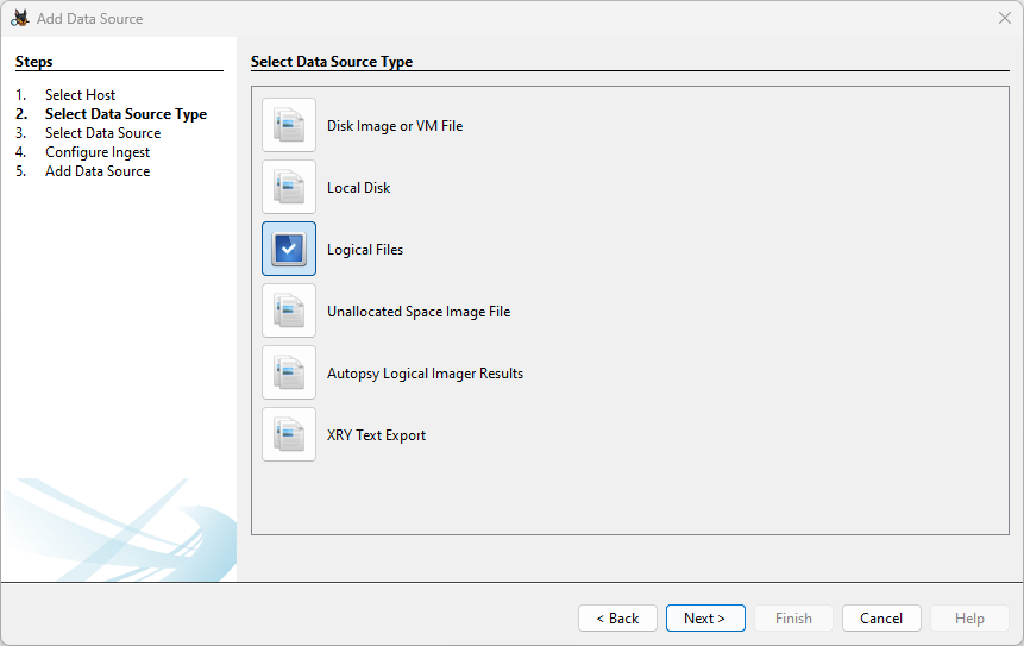 Add Data Source
Steps
1. Select Host
2. Select Data Source Type
3. Select Data Source
4. Configure Ingest
5. Add Data Source
Select Data Source Type
Disk Image or VM File
Local Disk
Logical Files
Unallocated Space Image File
Autopsy Logical Imager Results
XRY Text Export
< Back Next > Finish Cancel Help